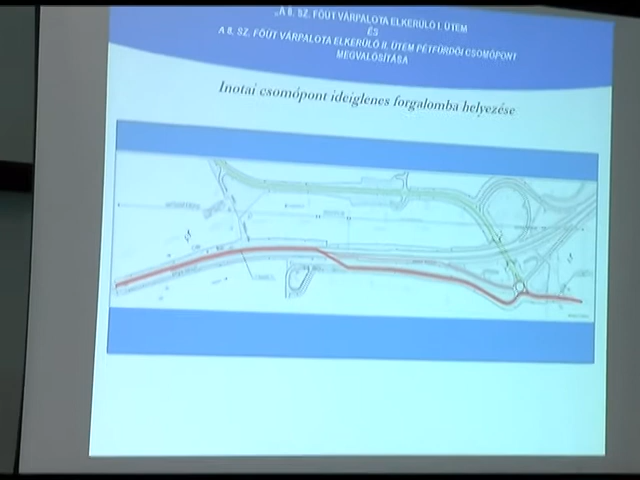 „A 8. SZ. FŐÚT VÁRPALOTA ELKERÜLŐ I. ÜTEM
ÉS
A 8. SZ. FŐÚT VÁRPALOTA ELKERÜLŐ II. ÜTEM PÉTFÜRDŐI CSOMÓPONT
MEGVALÓSÍTÁSA
Inotai csomópont ideiglenes forgalomba helyezése